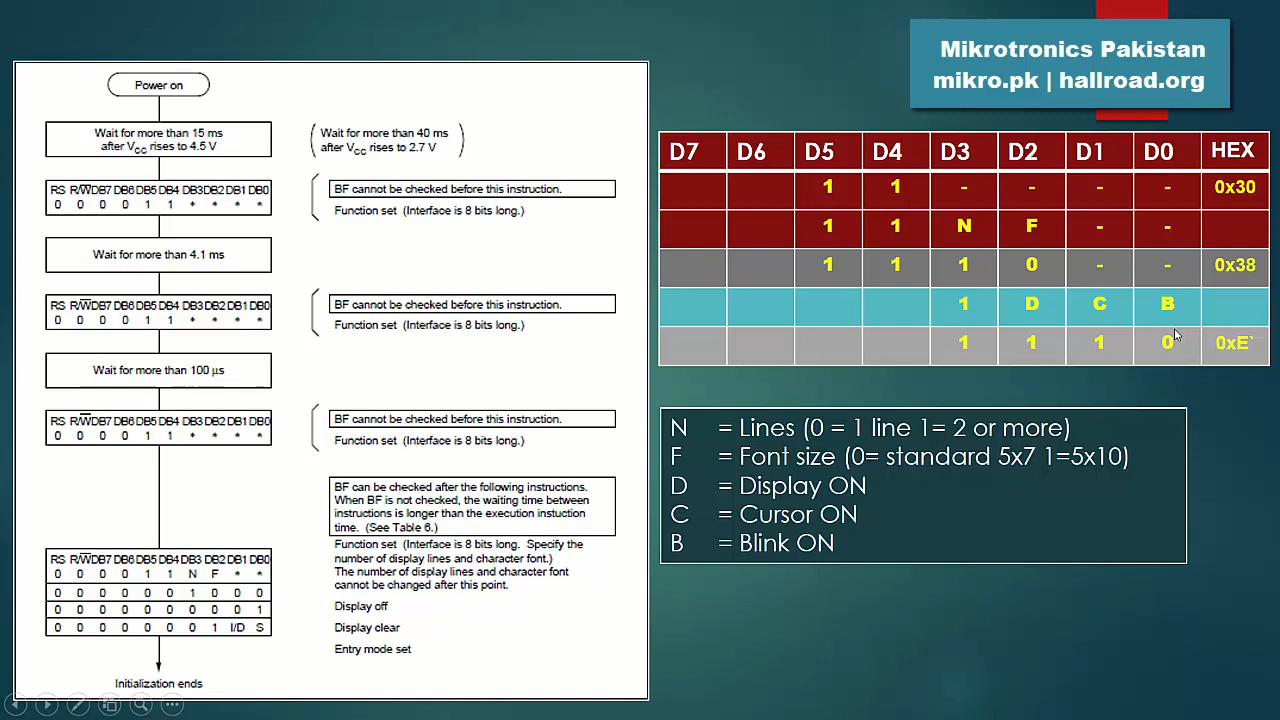 Mikrotronics Pakistan
mikro.pk | hallroad.org
Power on
Wait for more than 15 ms
after VCC rises to 4.5 V
Wait for more than 40 ms
after VCC rises to 2.7 V
RS R/W DB7 DB6 DB5 DB4 DB3 DB2 DB1 DB0
0 0 0 0 1 1 * * * *
BF cannot be checked before this instruction.
Function set (Interface is 8 bits long.)
Wait for more than 4.1 ms
RS R/W DB7 DB6 DB5 DB4 DB3 DB2 DB1 DB0
0 0 0 0 1 1 * * * *
BF cannot be checked before this instruction.
Function set (Interface is 8 bits long.)
Wait for more than 100 µs
RS R/W DB7 DB6 DB5 DB4 DB3 DB2 DB1 DB0
0 0 0 0 1 1 * * * *
BF cannot be checked before this instruction.
Function set (Interface is 8 bits long.)
BF can be checked after the following instructions.
When BF is not checked, the waiting time between
instructions is longer than the execution instuction
time. (See Table 6.)
RS R/W DB7 DB6 DB5 DB4 DB3 DB2 DB1 DB0
0 0 0 0 1 1 N F * *
0 0 0 0 0 0 1 0 0 0
0 0 0 0 0 0 0 0 0 1
0 0 0 0 0 0 0 1 I/D S
Function set (Interface is 8 bits long. Specify the
number of display lines and character font.)
The number of display lines and character font
cannot be changed after this point.
Display off
Display clear
Entry mode set
Initialization ends
D7 D6 D5 D4 D3 D2 D1 D0 HEX
1 1 - - - - 0x30
1 1 N F - -
1 1 1 0 - - 0x38
1 D C B
1 1 1 0 0xE`
N = Lines (0 = 1 line 1= 2 or more)
F = Font size (0= standard 5x7 1=5x10)
D = Display ON
C = Cursor ON
B = Blink ON